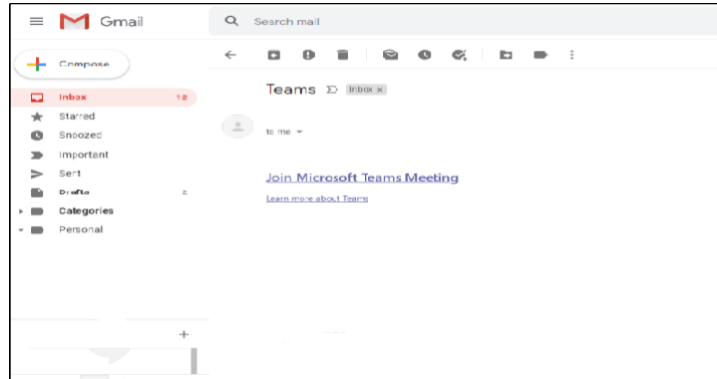 Gmail
Search mail
Compose
Inbox 12
Starred
Snoozed
Important
Sent
Drafts
Categories
Personal
+
Teams Inbox x
to me
Join Microsoft Teams Meeting
Learn more about Teams